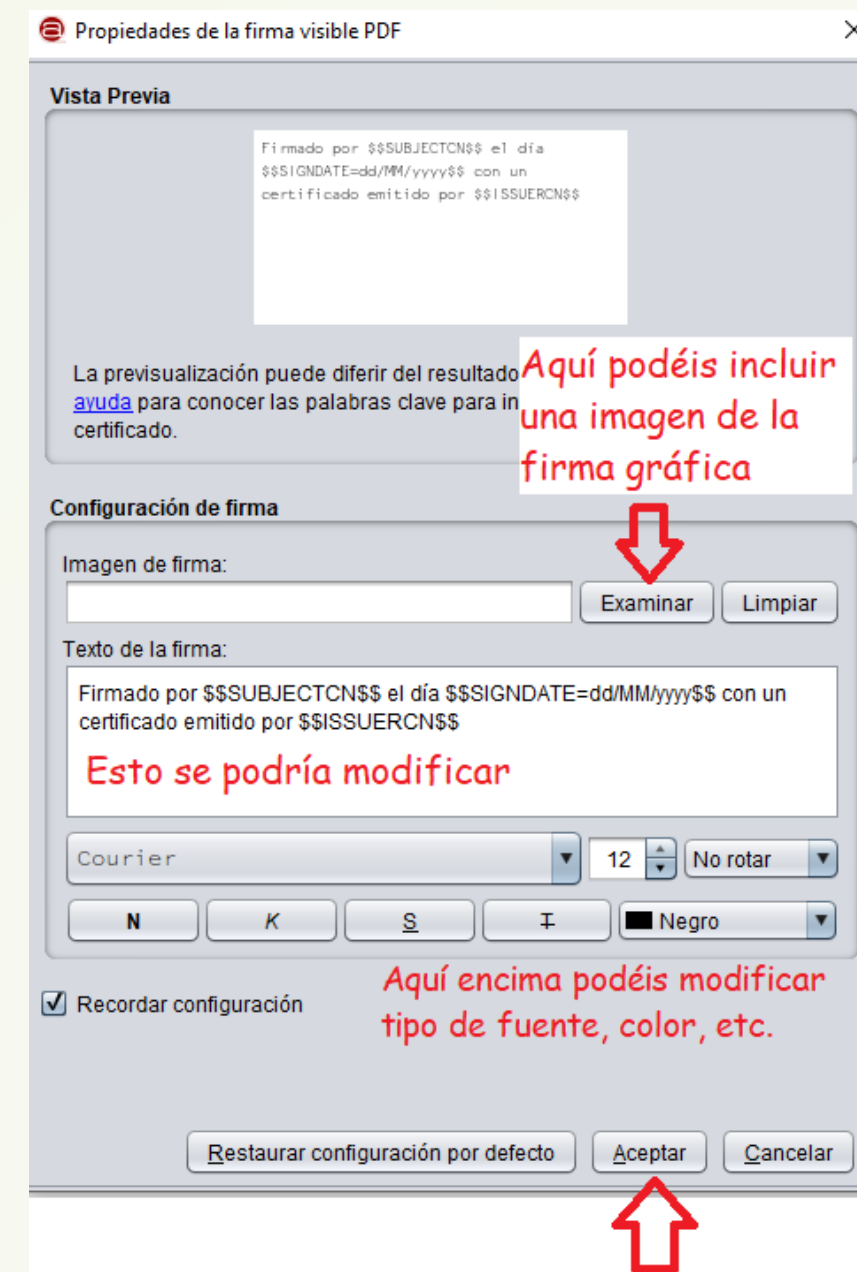 Propiedades de la firma visible PDF
Vista Previa
Firmado por $$SUBJECTCN$$ el día
$$SIGNDATE=dd/MM/yyyy$$ con un
certificado emitido por $$ISSUERCN$$
La previsualización puede diferir del resultado
ayuda para conocer las palabras clave para in
certificado.
Aquí podéis incluir
una imagen de la
firma gráfica
Configuración de firma
Imagen de firma:
Examinar Limpiar
Texto de la firma:
Firmado por $$SUBJECTCN$$ el día $$SIGNDATE=dd/MM/yyyy$$ con un
certificado emitido por $$ISSUERCN$$
Esto se podría modificar
Courier 12 No rotar
N K S T Negro
Aquí encima podéis modificar
tipo de fuente, color, etc.
Recordar configuración
Restaurar configuración por defecto Aceptar Cancelar